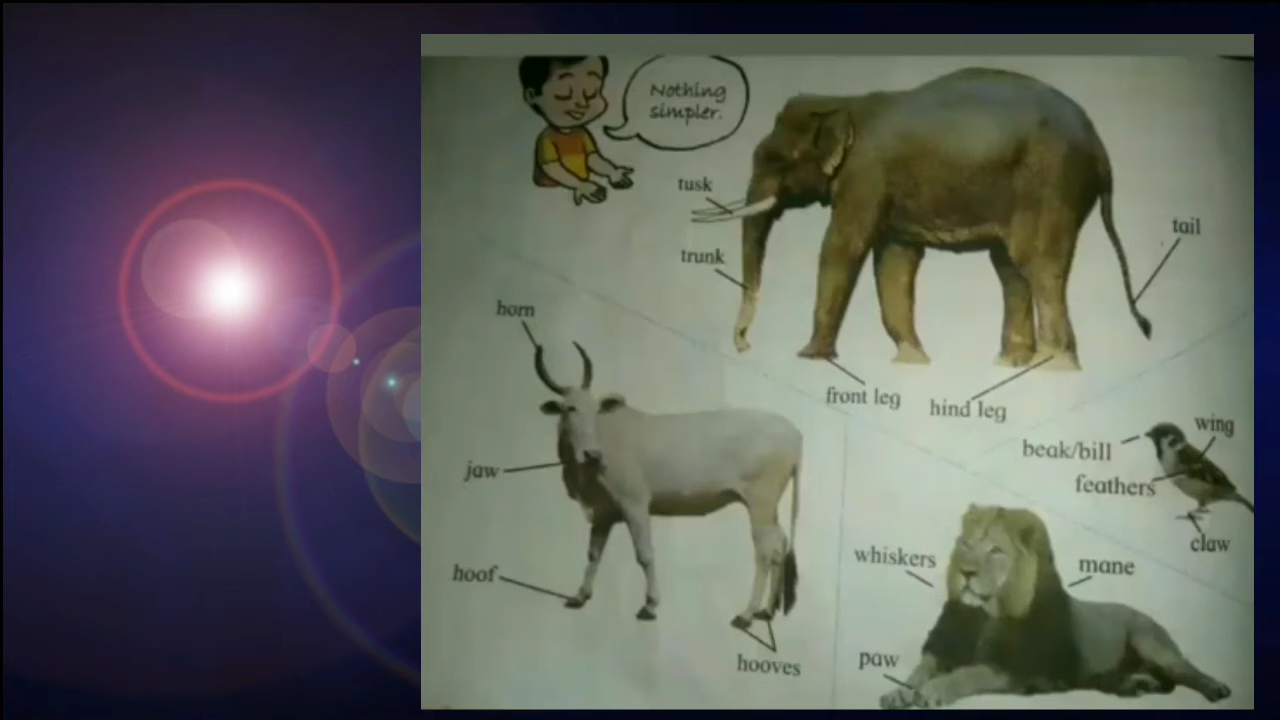 Nothing
simpler.
tusk
trunk
tail
front leg
hind leg
horn
jaw
hoof
hooves
beak/bill
wing
feathers
claw
whiskers
mane
paw